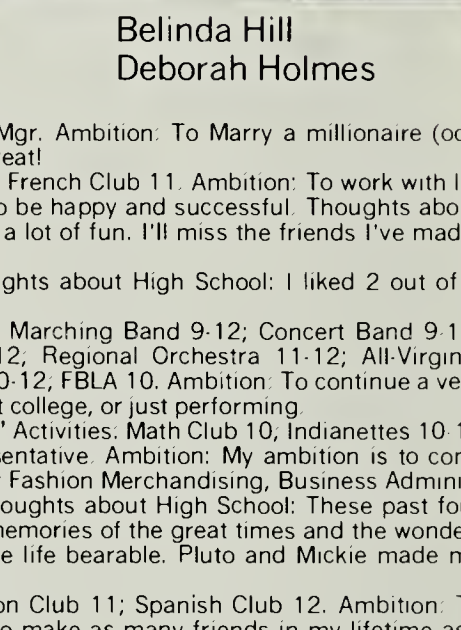 Belinda Hill
Deborah Holmes
Mgr. Ambition: To Marry a millionaire (oc
eat!
French Club 11. Ambition: To work with l
o be happy and successful. Thoughts abo
a lot of fun. I'll miss the friends I've mad
ghts about High School: I liked 2 out of
Marching Band 9-12; Concert Band 9-1
12; Regional Orchestra 11-12; All-Virgin
0-12; FBLA 10. Ambition: To continue a ve
t college, or just performing.
' Activities: Math Club 10; Indianettes 10-1
sentative. Ambition: My ambition is to con
Fashion Merchandising, Business Admini
oughts about High School: These past fo
memories of the great times and the wonde
e life bearable. Pluto and Mickie made m
on Club 11; Spanish Club 12. Ambition: T
o make as many friends in my lifetime as